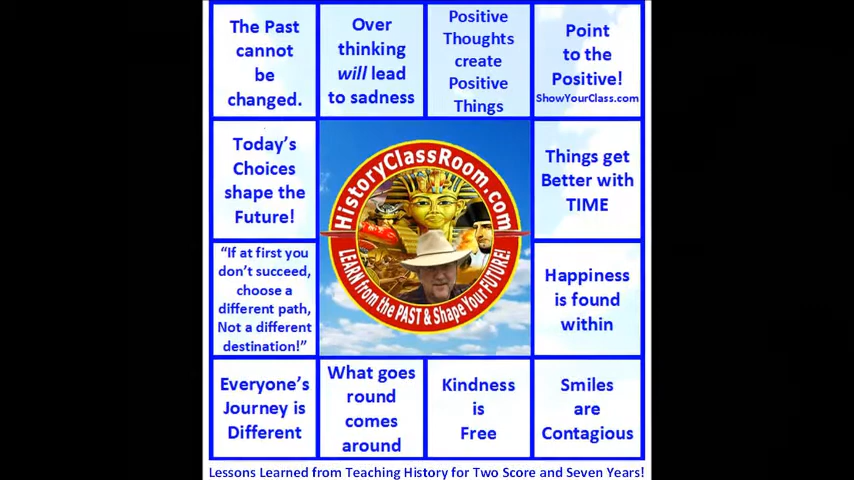 The Past
cannot
be
changed.
Over
thinking
will lead
to sadness
Positive
Thoughts
create
Positive
Things
Point
to the
Positive!
ShowYourClass.com
Today's
Choices
shape the
Future!
HistoryClassRoom.com
LEARN from the PAST & Shape Your FUTURE!
Things get
Better with
TIME
“If at first you
don’t succeed,
choose a
different path,
Not a different
destination!”
Happiness
is found
within
Everyone’s
Journey is
Different
What goes
round
comes
around
Kindness
is
Free
Smiles
are
Contagious
Lessons Learned from Teaching History for Two Score and Seven Years!